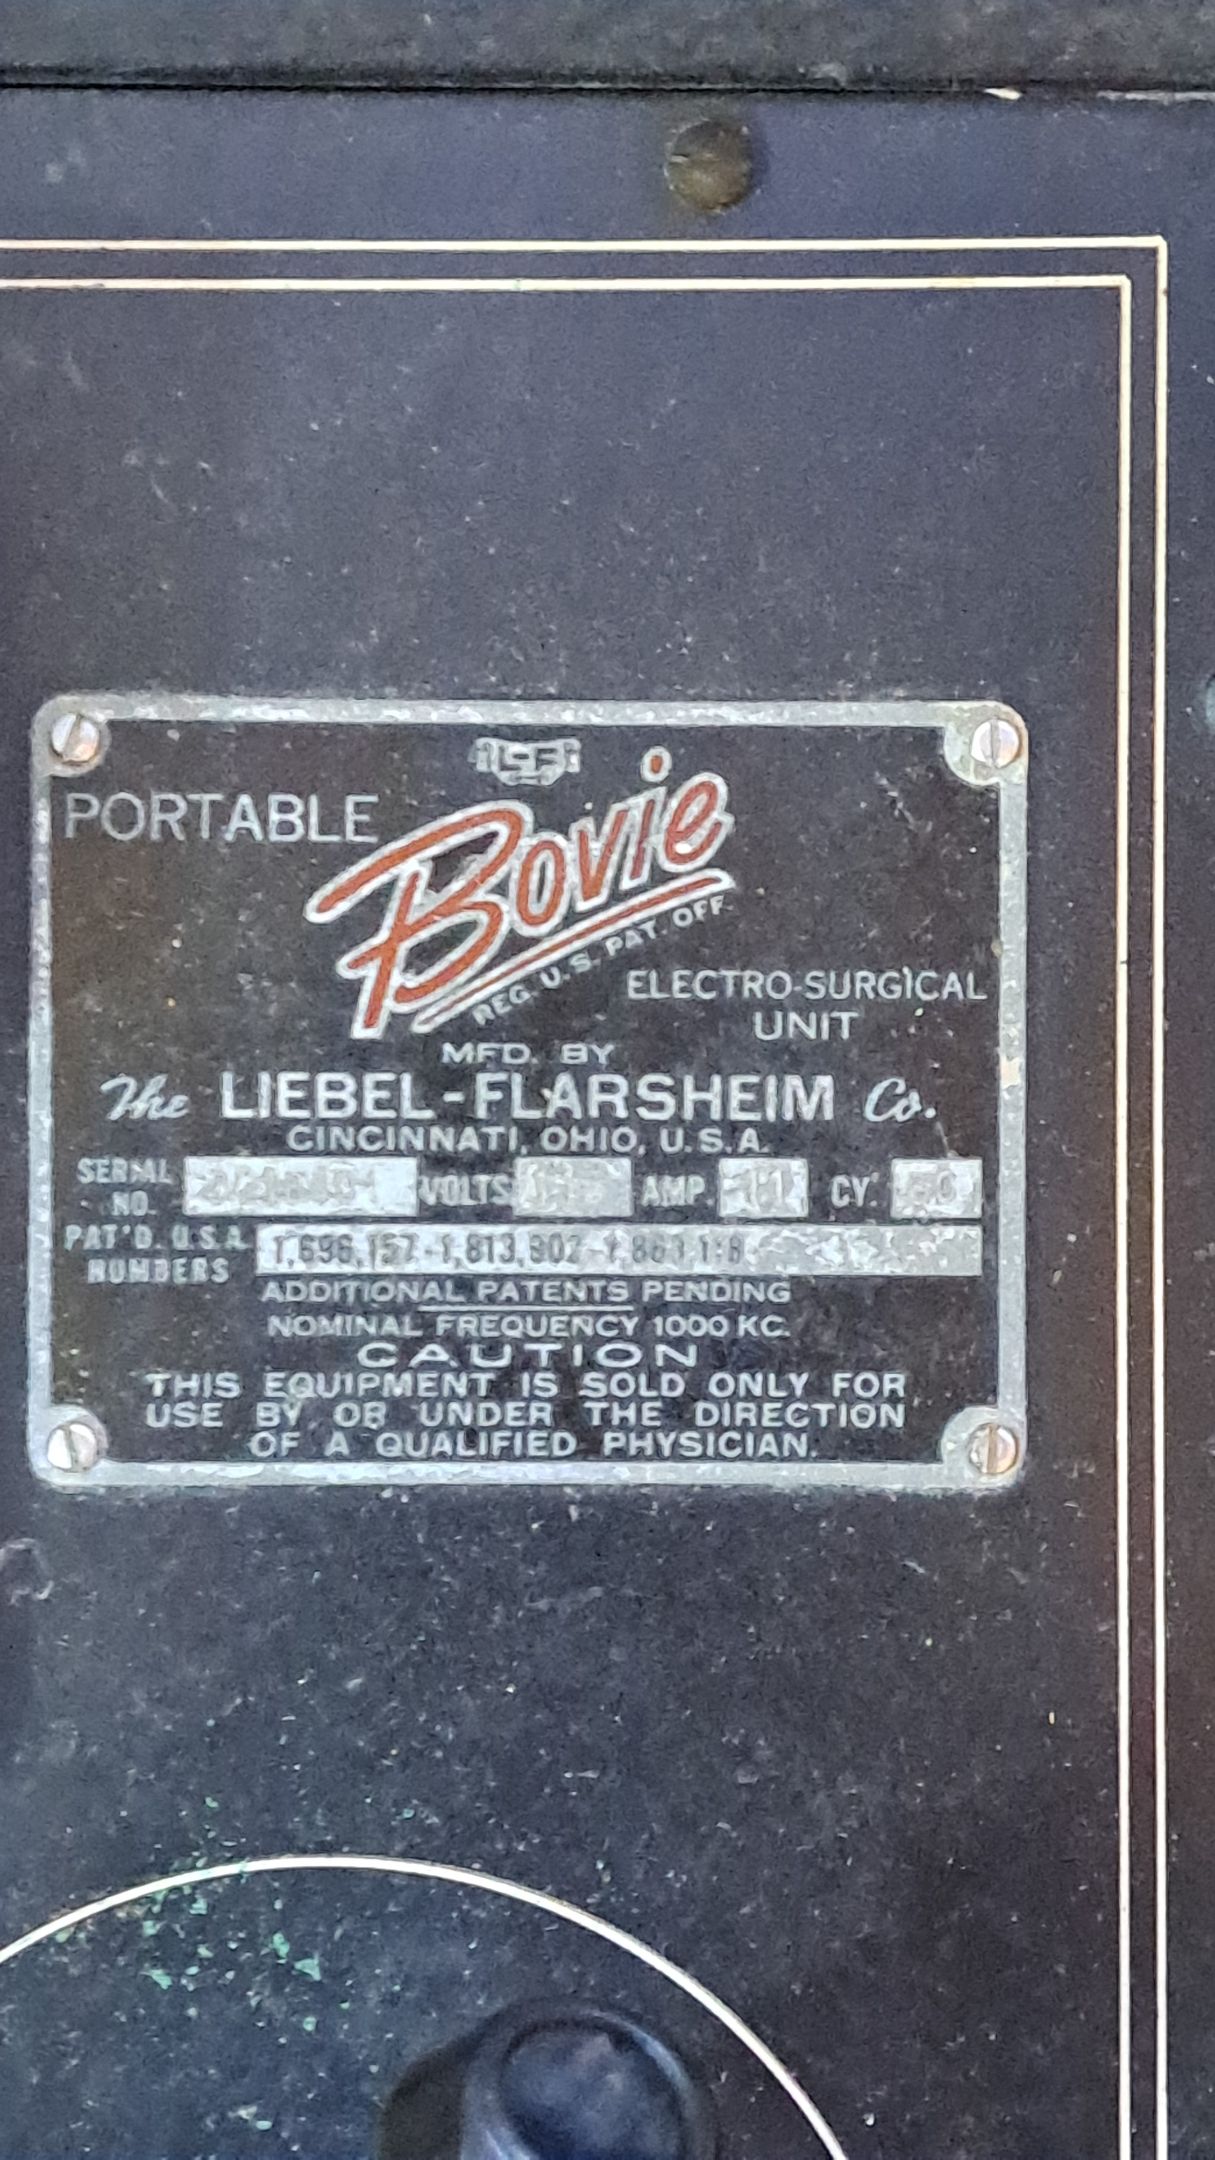 PORTABLE
Bovie
REG. U.S. PAT. OFF.
ELECTRO-SURGICAL
UNIT
MFD. BY
The LIEBEL-FLARSHEIM Co.
CINCINNATI, OHIO, U.S.A.
SERIAL NO. VOLTS AMP. 11 CY.
PAT'D. U.S.A. NUMBERS 1,696,157-1,813,902-
ADDITIONAL PATENTS PENDING
NOMINAL FREQUENCY 1000 KC.
CAUTION
THIS EQUIPMENT IS SOLD ONLY FOR
USE BY OR UNDER THE DIRECTION
OF A QUALIFIED PHYSICIAN.